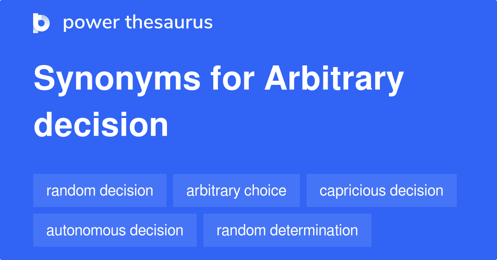 power thesaurus
Synonyms for Arbitrary
decision
random decision arbitrary choice capricious decision
autonomous decision random determination